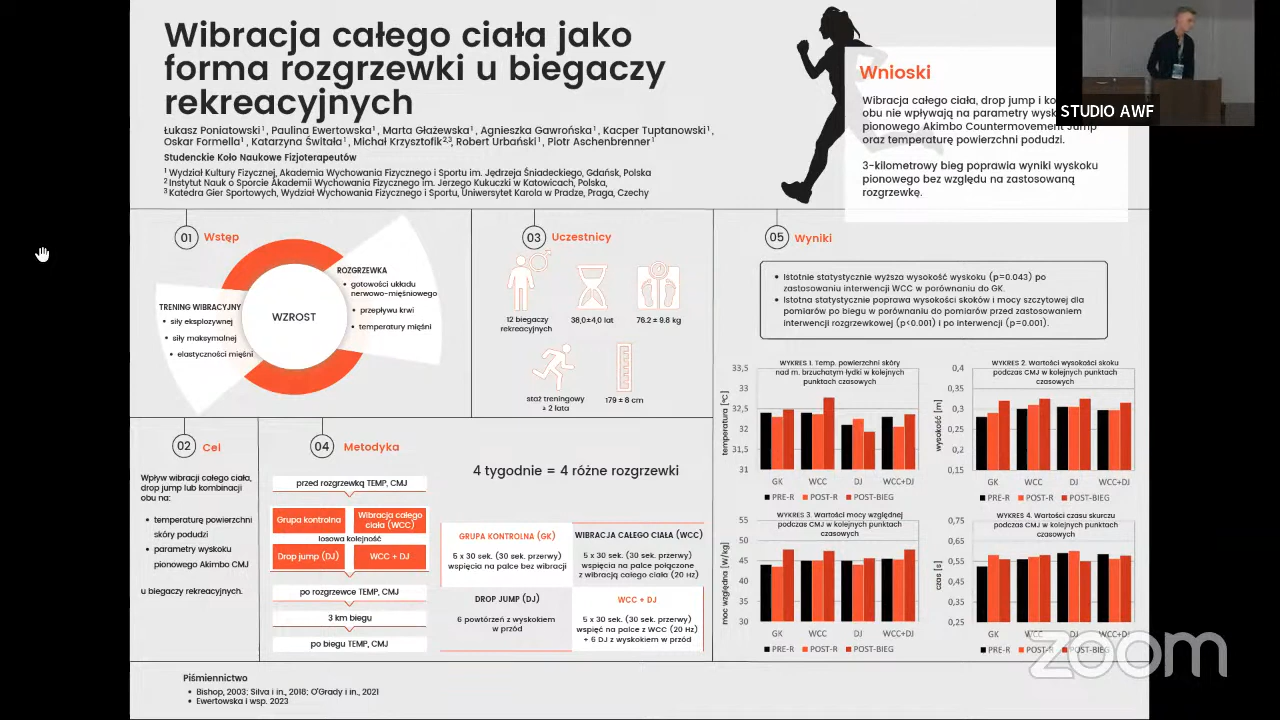 Wibracja całego ciała jako
forma rozgrzewki u biegaczy
rekreacyjnych
Łukasz Poniatowski¹, Paulina Ewertowska¹, Marta Głażewska¹, Agnieszka Gawrońska¹, Kacper Tuptanowski¹,
Oskar Formella¹, Katarzyna Świtała¹, Michał Krzysztofik²,³, Robert Urbański¹, Piotr Aschenbrenner¹
Studenckie Koło Naukowe Fizjoterapeutów
¹ Wydział Kultury Fizycznej, Akademia Wychowania Fizycznego i Sportu im. Jędrzeja Śniadeckiego, Gdańsk, Polska
² Instytut Nauk o Sporcie Akademii Wychowania Fizycznego im. Jerzego Kukuczki w Katowicach, Polska,
³ Katedra Gier Sportowych, Wydział Wychowania Fizycznego i Sportu, Uniwersytet Karola w Pradze, Praga, Czechy
Wnioski
Wibracja całego ciała, drop jump i ko
obu nie wpływają na parametry wysk
pionowego Akimbo Countermovement Jump
oraz temperaturę powierzchni podudzi.
3-kilometrowy bieg poprawia wyniki wyskoku
pionowego bez względu na zastosowaną
rozgrzewkę.
STUDIO AWF
01 Wstęp
ROZGRZEWKA
• gotowości układu
nerwowo-mięśniowego
• przepływu krwi
• temperatury mięśni
TRENING WIBRACYJNY
• siły eksplozywnej
• siły maksymalnej
• elastyczności mięśni
WZROST
03 Uczestnicy
12 biegaczy
rekreacyjnych
38,0±4,0 lat
76.2 ± 9.8 kg
staż treningowy
≥ 2 lata
179 ± 8 cm
02 Cel
Wpływ wibracji całego ciała,
drop jump lub kombinacji
obu na:
• temperaturę powierzchni
skóry podudzi
• parametry wyskoku
pionowego Akimbo CMJ
u biegaczy rekreacyjnych.
04 Metodyka
przed rozgrzewką TEMP, CMJ
Grupa kontrolna
Wibracja całego
ciała (WCC)
losowa kolejność
Drop jump (DJ)
WCC + DJ
po rozgrzewce TEMP, CMJ
3 km biegu
po biegu TEMP, CMJ
4 tygodnie = 4 różne rozgrzewki
GRUPA KONTROLNA (GK)
5 x 30 sek. (30 sek. przerwy)
wspięcia na palce bez wibracji
WIBRACJA CAŁEGO CIAŁA (WCC)
5 x 30 sek. (30 sek. przerwy)
wspięcia na palce połączone
z wibracją całego ciała (20 Hz)
DROP JUMP (DJ)
6 powtórzeń z wyskokiem
w przód
WCC + DJ
5 x 30 sek. (30 sek. przerwy)
wspięć na palce z WCC (20 Hz)
+ 6 DJ z wyskokiem w przód
05 Wyniki
• Istotnie statystycznie wyższa wysokość wyskoku (p=0.043) po
zastosowaniu interwencji WCC w porównaniu do GK.
• Istotna statystycznie poprawa wysokości skoków i mocy szczytowej dla
pomiarów po biegu w porównaniu do pomiarów przed zastosowaniem
interwencji rozgrzewkowej (p<0.001) i po interwencji (p=0.001).
WYKRES 1. Temp. powierzchni skóry
nad m. brzuchatym łydki w kolejnych
punktach czasowych
temperatura [°C]
33,5
33
32,5
32
31,5
31
GK WCC DJ WCC+DJ
PRE-R POST-R POST-BIEG
WYKRES 2. Wartości wysokości skoku
podczas CMJ w kolejnych punktach
czasowych
wysokość [m]
0,4
0,35
0,3
0,25
0,2
0,15
GK WCC DJ WCC+DJ
PRE-R POST-R POST-BIEG
WYKRES 3. Wartości mocy względnej
podczas CMJ w kolejnych punktach
czasowych
moc względna [W/kg]
55
50
45
40
35
30
GK WCC DJ WCC+DJ
PRE-R POST-R POST-BIEG
WYKRES 4. Wartości czasu skurczu
podczas CMJ w kolejnych punktach
czasowych
czas [s]
0,75
0,65
0,55
0,45
0,35
0,25
GK WCC DJ WCC+DJ
PRE-R POST-R POST-BIEG
zoom
Piśmiennictwo
• Bishop, 2003; Silva i in., 2018; O'Grady i in., 2021
• Ewertowska i wsp. 2023